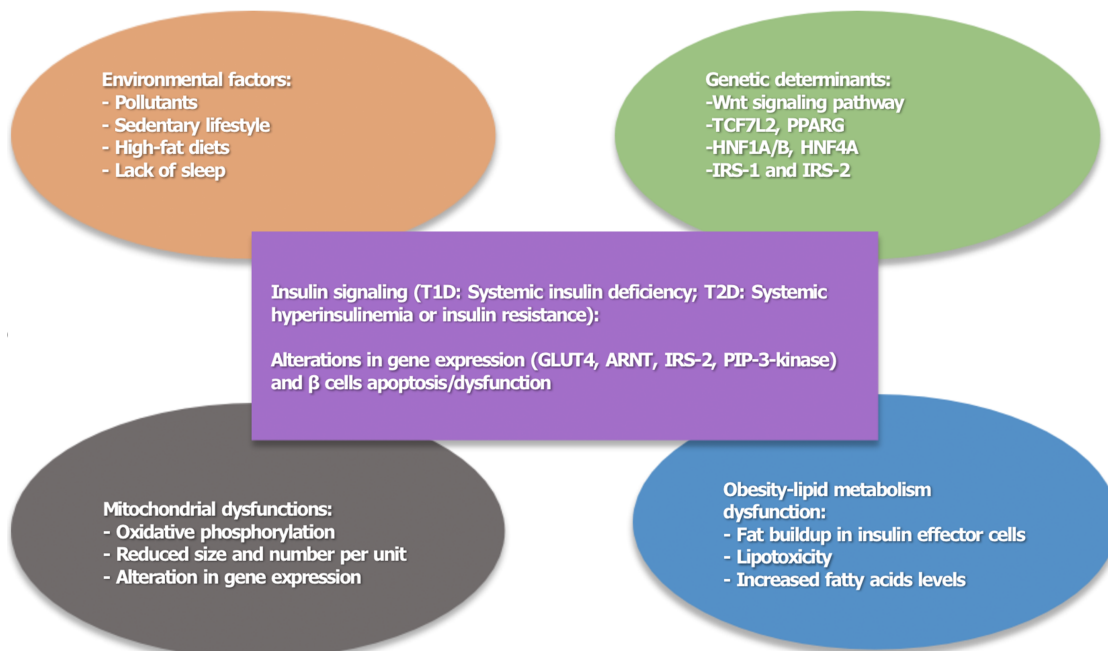 Environmental factors:
- Pollutants
- Sedentary lifestyle
- High-fat diets
- Lack of sleep
Genetic determinants:
-Wnt signaling pathway
-TCF7L2, PPARG
-HNF1A/B, HNF4A
-IRS-1 and IRS-2
Insulin signaling (T1D: Systemic insulin deficiency; T2D: Systemic
hyperinsulinemia or insulin resistance):
Alterations in gene expression (GLUT4, ARNT, IRS-2, PIP-3-kinase)
and β cells apoptosis/dysfunction
Mitochondrial dysfunctions:
- Oxidative phosphorylation
- Reduced size and number per unit
- Alteration in gene expression
Obesity-lipid metabolism
dysfunction:
- Fat buildup in insulin effector cells
- Lipotoxicity
- Increased fatty acids levels